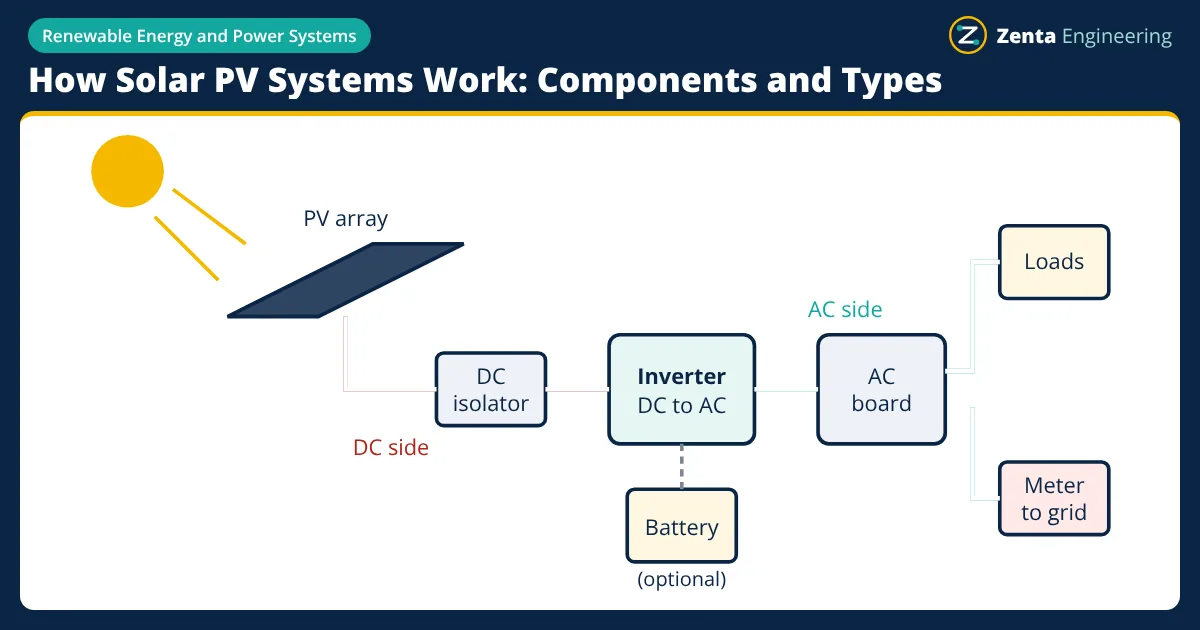 Renewable Energy and Power Systems
Zenta Engineering
How Solar PV Systems Work: Components and Types
PV array
Loads
AC side
DC
isolator
Inverter
DC to AC
AC
board
DC side
Meter
to grid
Battery
(optional)